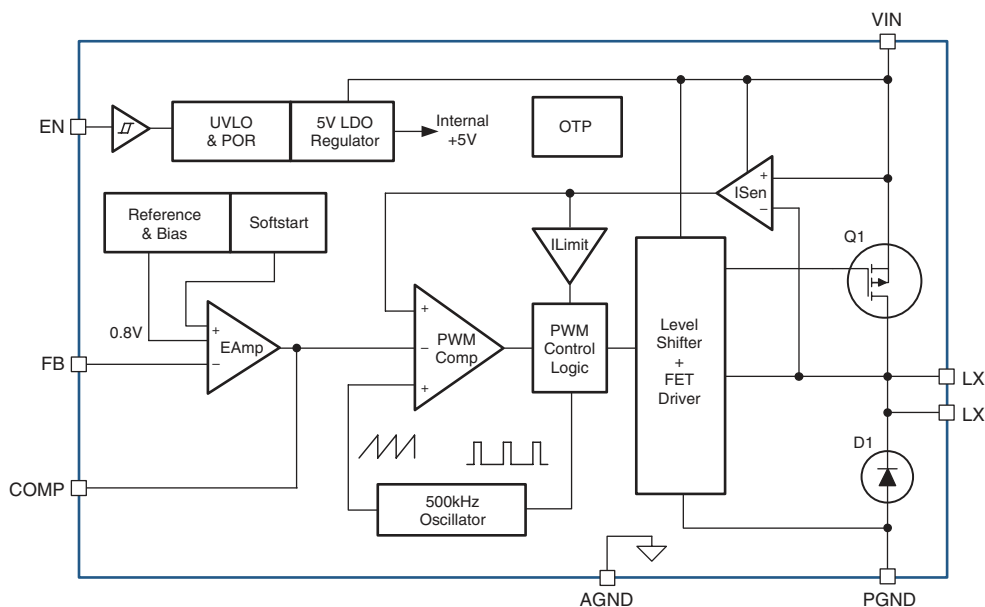 VIN
EN
UVLO
& POR
5V LDO
Regulator
Internal
+5V
OTP
+
ISen
−
Reference
& Bias
Softstart
ILimit
Q1
0.8V
+
EAmp
−
+
PWM
Comp
−
+
PWM
Control
Logic
Level
Shifter
+
FET
Driver
FB
LX
LX
D1
COMP
500kHz
Oscillator
AGND
PGND